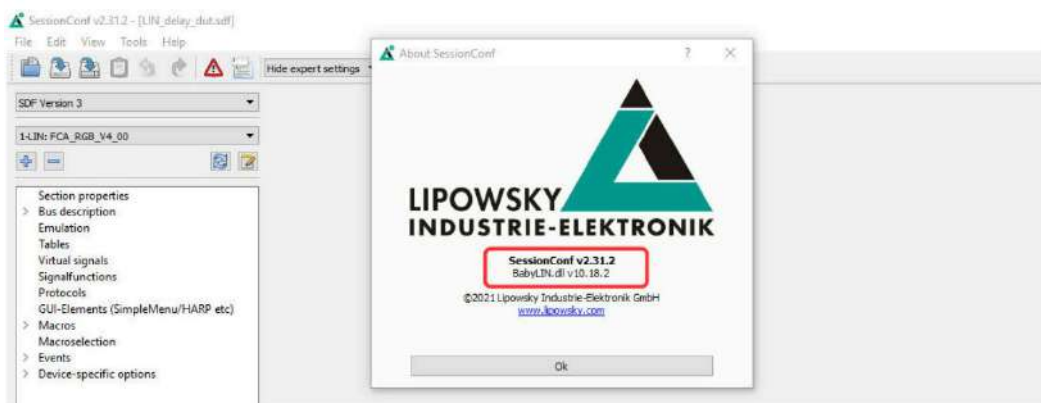 SessionConf v2.31.2 - [LIN_delay_dut.sdf]
File Edit View Tools Help
Hide expert settings
SDF Version 3
1-LIN: FCA_RGB_V4_00
Section properties
Bus description
Emulation
Tables
Virtual signals
Signalfunctions
Protocols
GUI-Elements (SimpleMenu/HARP etc)
Macros
Macroselection
Events
Device-specific options
About SessionConf
LIPOWSKY
INDUSTRIE-ELEKTRONIK
SessionConf v2.31.2
BabyLIN.dll v10.18.2
©2021 Lipowsky Industrie-Elektronik GmbH
www.lipowsky.com
Ok